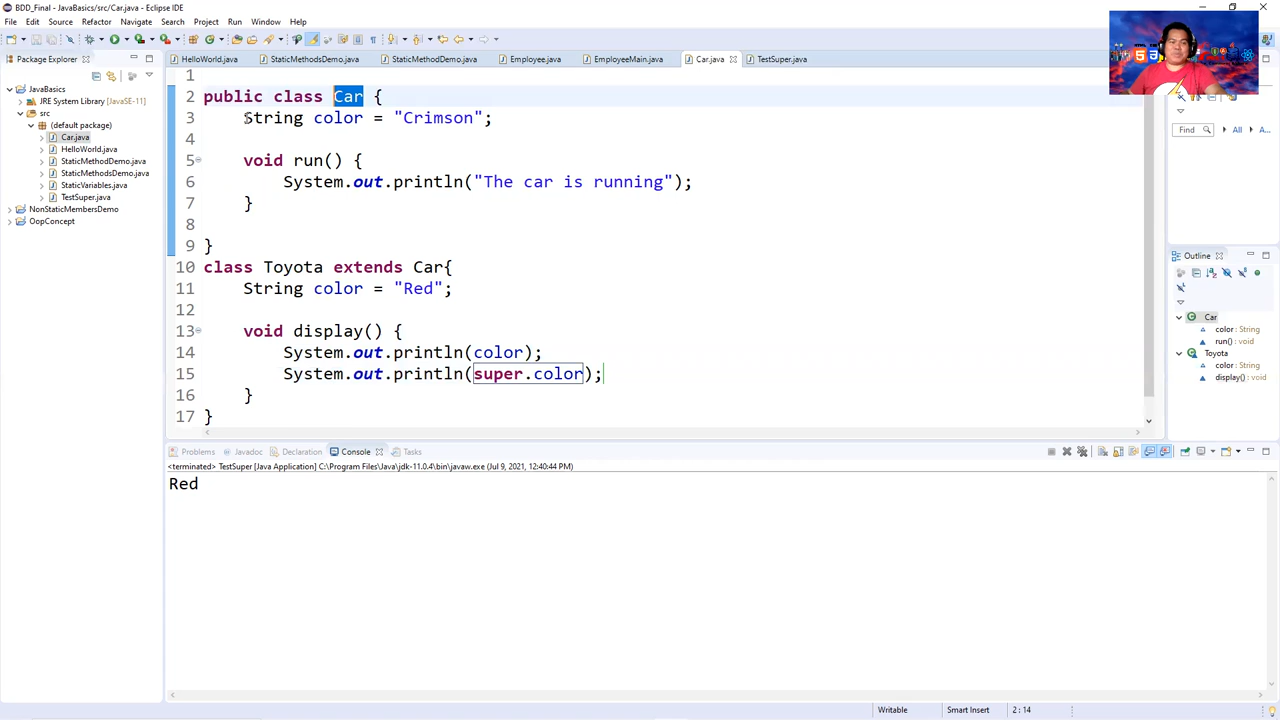 BDD_Final - JavaBasics/src/Car.java - Eclipse IDE
File Edit Source Refactor Navigate Search Project Run Window Help
Package Explorer
HelloWorld.java StaticMethodsDemo.java StaticMethodDemo.java Employee.java EmployeeMain.java Car.java TestSuper.java
JavaBasics
JRE System Library [JavaSE-11]
src
(default package)
Car.java
HelloWorld.java
StaticMethodDemo.java
StaticMethodsDemo.java
StaticVariables.java
TestSuper.java
NonStaticMembersDemo
OopConcept
1
2 public class Car {
3 String color = "Crimson";
4
5 void run() {
6 System.out.println("The car is running");
7 }
8
9 }
10 class Toyota extends Car{
11 String color = "Red";
12
13 void display() {
14 System.out.println(color);
15 System.out.println(super.color);
16 }
17 }
Find All A...
Outline
Car
color : String
run() : void
Toyota
color : String
display() : void
Problems Javadoc Declaration Console Tasks
<terminated> TestSuper [Java Application] C:\Program Files\Java\jdk-11.0.4\bin\javaw.exe (Jul 9, 2021, 12:40:44 PM)
Red
Writable Smart Insert 2 : 14